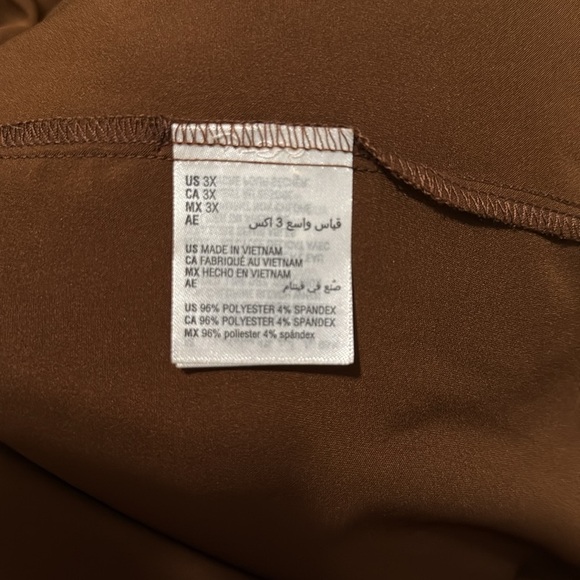 US 3X
CA 3X
MX 3X
AE قياس واسع 3 اكس
US MADE IN VIETNAM
CA FABRIQUÉ AU VIETNAM
MX HECHO EN VIETNAM
AE صنع في فيتنام
US 96% POLYESTER 4% SPANDEX
CA 96% POLYESTER 4% SPANDEX
MX 96% poliester 4% spándex